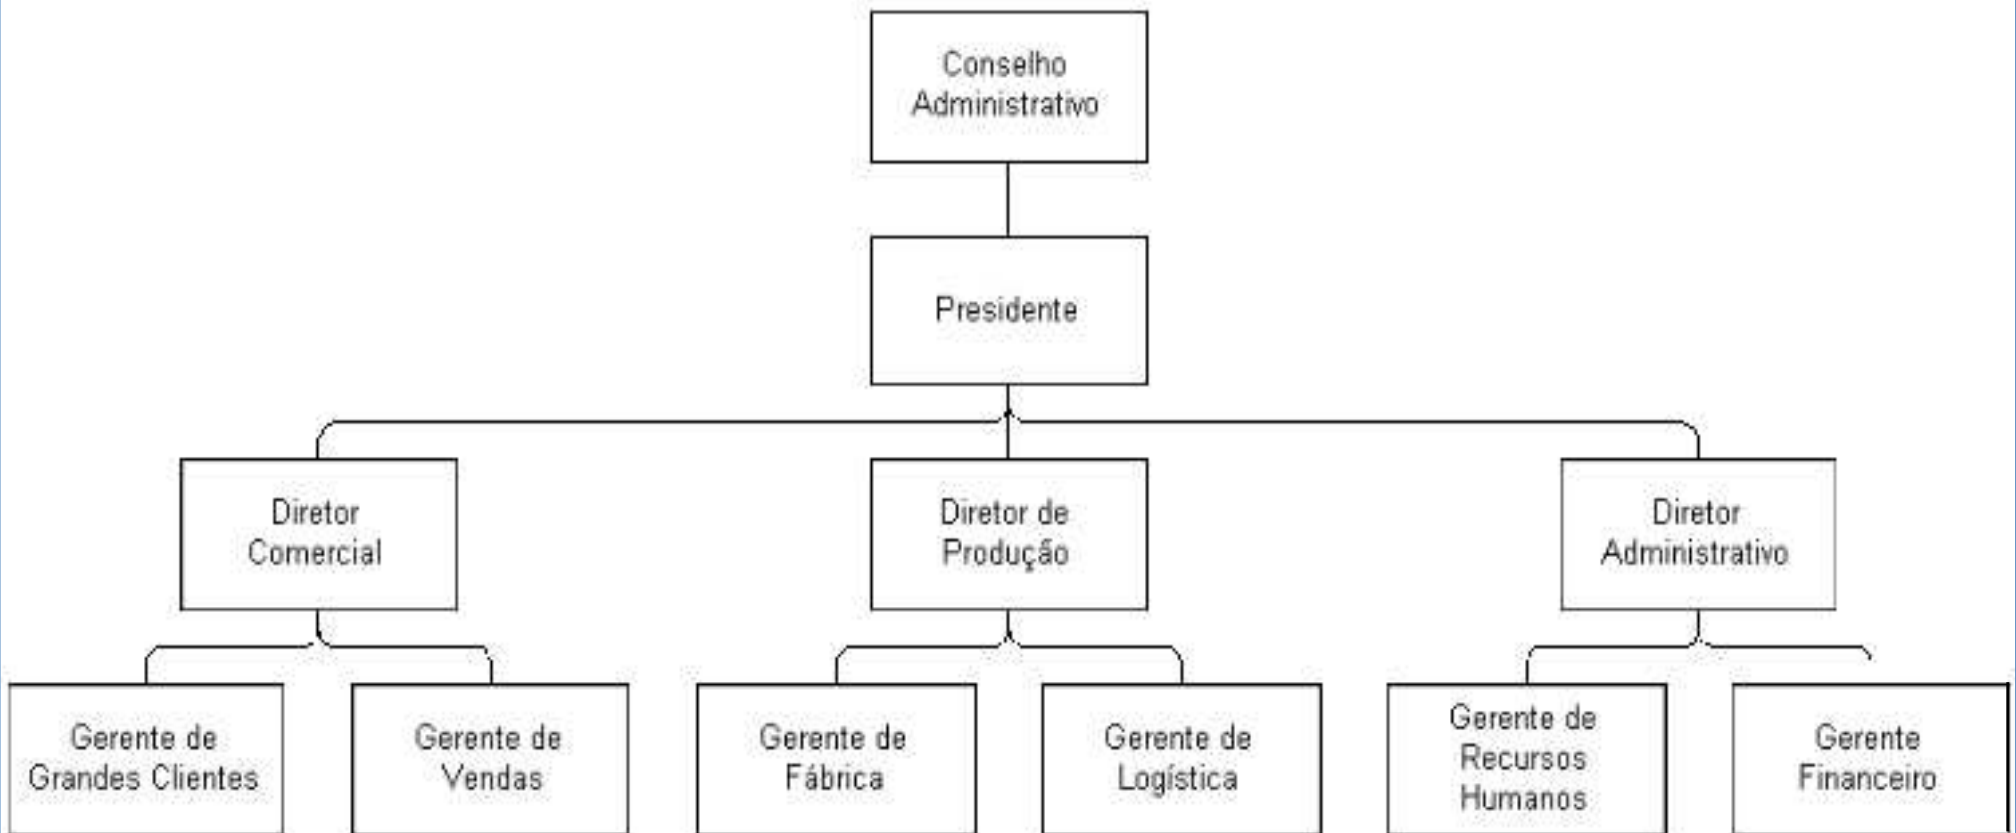 Conselho
Administrativo
Presidente
Diretor
Comercial
Diretor de
Produção
Diretor
Administrativo
Gerente de
Grandes Clientes
Gerente de
Vendas
Gerente de
Fábrica
Gerente de
Logística
Gerente de
Recursos
Humanos
Gerente
Financeiro